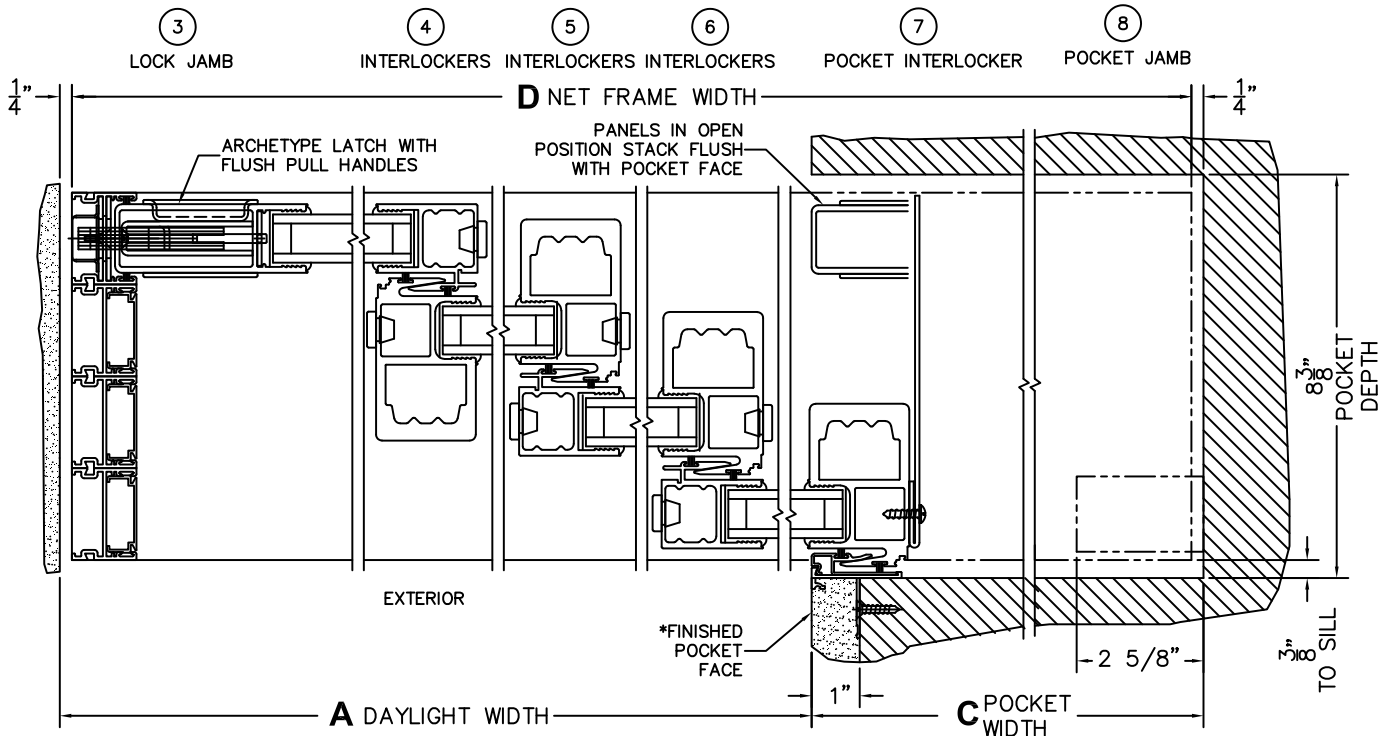 3
LOCK JAMB
4
INTERLOCKERS
5
INTERLOCKERS
6
INTERLOCKERS
7
POCKET INTERLOCKER
8
POCKET JAMB
1/4"
D NET FRAME WIDTH
1/4"
ARCHETYPE LATCH WITH
FLUSH PULL HANDLES
PANELS IN OPEN
POSITION STACK FLUSH
WITH POCKET FACE
8 3/8"
POCKET
DEPTH
EXTERIOR
*FINISHED
POCKET
FACE
3/8"
TO SILL
2 5/8"
1"
A DAYLIGHT WIDTH
C POCKET
WIDTH